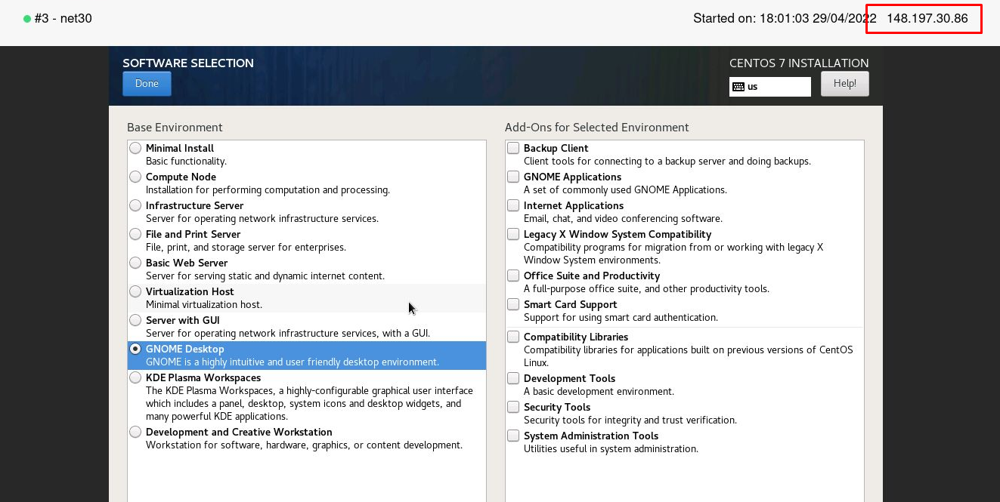 #3 - net30
Started on: 18:01:03 29/04/2022 148.197.30.86
SOFTWARE SELECTION
Done
CENTOS 7 INSTALLATION
us
Help!
Base Environment
Minimal Install
Basic functionality.
Compute Node
Installation for performing computation and processing.
Infrastructure Server
Server for operating network infrastructure services.
File and Print Server
File, print, and storage server for enterprises.
Basic Web Server
Server for serving static and dynamic internet content.
Virtualization Host
Minimal virtualization host.
Server with GUI
Server for operating network infrastructure services, with a GUI.
GNOME Desktop
GNOME is a highly intuitive and user friendly desktop environment.
KDE Plasma Workspaces
The KDE Plasma Workspaces, a highly-configurable graphical user interface
which includes a panel, desktop, system icons and desktop widgets, and
many powerful KDE applications.
Development and Creative Workstation
Workstation for software, hardware, graphics, or content development.
Add-Ons for Selected Environment
Backup Client
Client tools for connecting to a backup server and doing backups.
GNOME Applications
A set of commonly used GNOME Applications.
Internet Applications
Email, chat, and video conferencing software.
Legacy X Window System Compatibility
Compatibility programs for migration from or working with legacy X
Window System environments.
Office Suite and Productivity
A full-purpose office suite, and other productivity tools.
Smart Card Support
Support for using smart card authentication.
Compatibility Libraries
Compatibility libraries for applications built on previous versions of CentOS
Linux.
Development Tools
A basic development environment.
Security Tools
Security tools for integrity and trust verification.
System Administration Tools
Utilities useful in system administration.